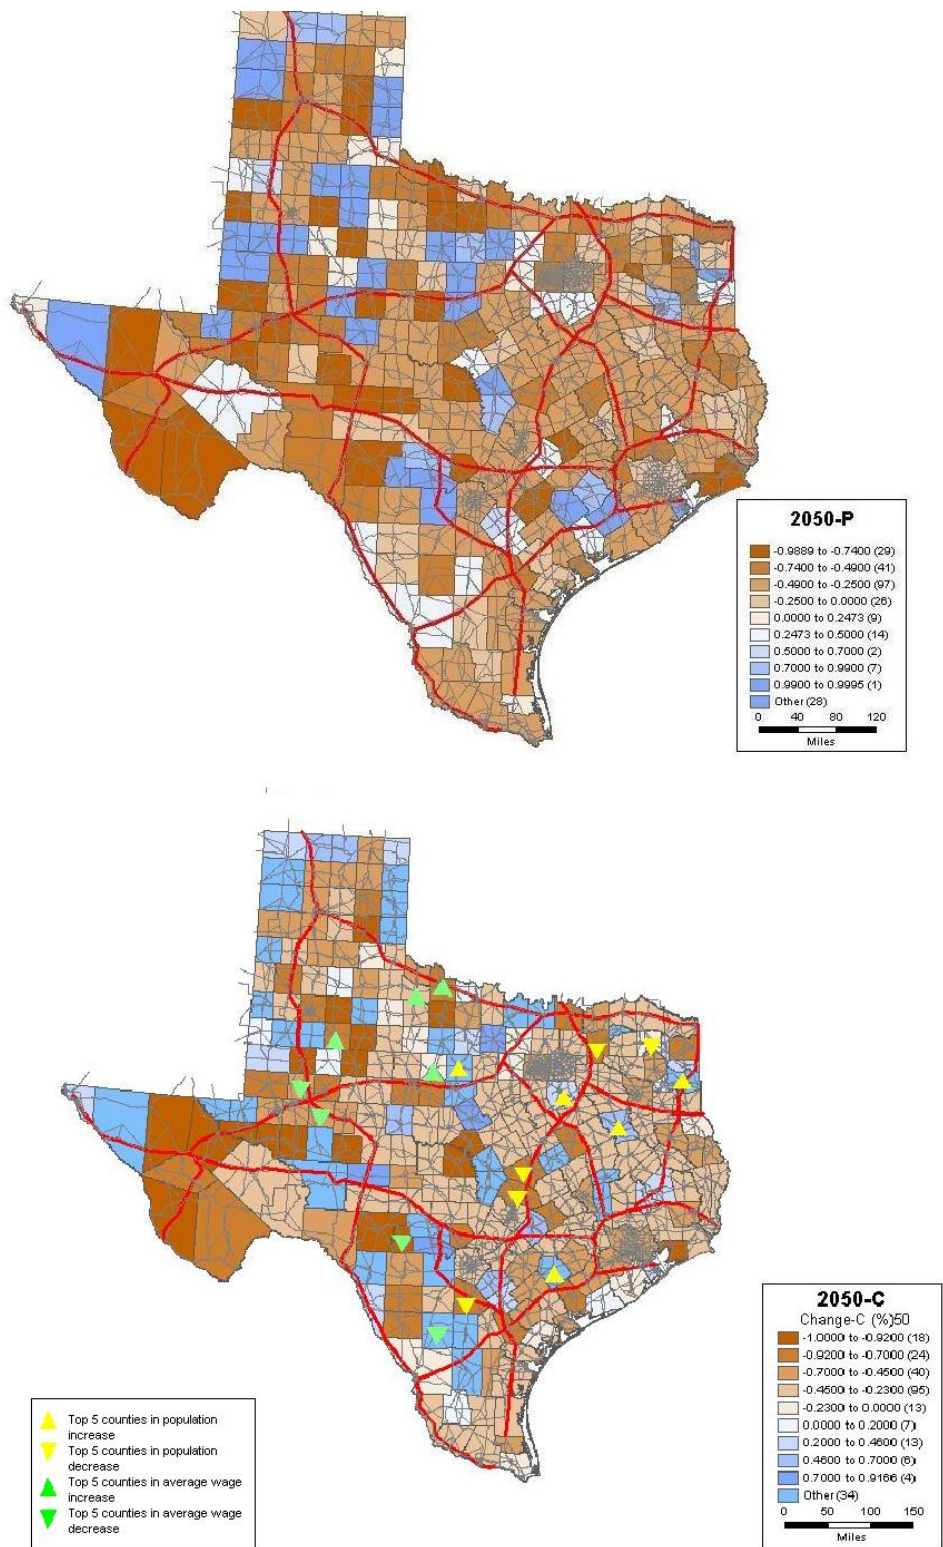 2050-P
-0.9889 to -0.7400 (29)
-0.7400 to -0.4900 (41)
-0.4900 to -0.2500 (97)
-0.2500 to 0.0000 (26)
0.0000 to 0.2473 (9)
0.2473 to 0.5000 (14)
0.5000 to 0.7000 (2)
0.7000 to 0.9900 (7)
0.9900 to 0.9995 (1)
Other (28)
0 40 80 120
Miles
2050-C
Change-C (%)50
-1.0000 to -0.9200 (18)
-0.9200 to -0.7000 (24)
-0.7000 to -0.4500 (40)
-0.4500 to -0.2300 (95)
-0.2300 to 0.0000 (13)
0.0000 to 0.2000 (7)
0.2000 to 0.4600 (13)
0.4600 to 0.7000 (6)
0.7000 to 0.9166 (4)
Other (34)
0 50 100 150
Miles
Top 5 counties in population
increase
Top 5 counties in population
decrease
Top 5 counties in average wage
increase
Top 5 counties in average wage
decrease